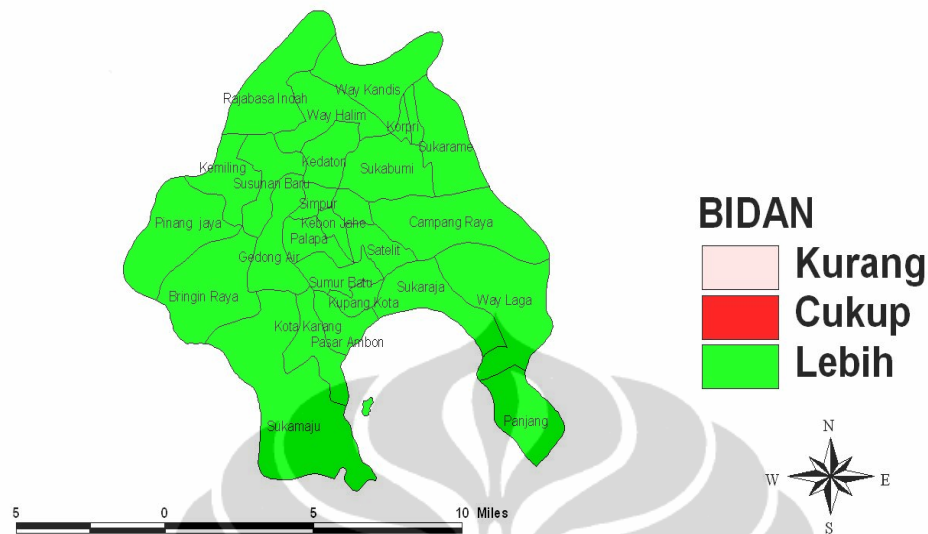 Way Kandis
Rajabasa Indah
Way Halim
Korpri
Sukarame
Kedaton
Kemiling
Sukabumi
Susunan Baru
Simpur
Pinang jaya
Kebon Jahe
Campang Raya
Palapa
Satelit
Gedong Air
Sumur Batu
Sukaraja
Bringin Raya
Kupang Kota
Way Laga
Kota Karang
Pasar Ambon
Sukamaju
Panjang
BIDAN
Kurang
Cukup
Lebih
N
W E
S
5 0 5 10 Miles